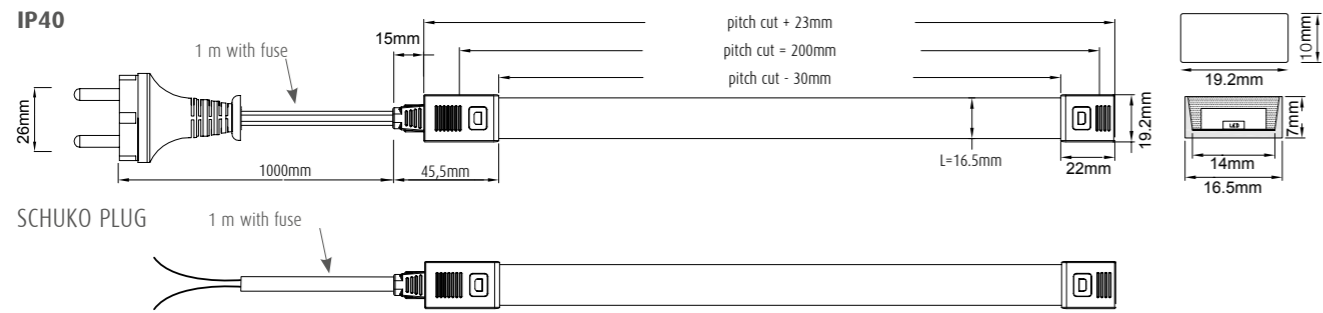 IP40
1 m with fuse
15mm
pitch cut + 23mm
pitch cut = 200mm
pitch cut - 30mm
26mm
1000mm
45,5mm
L=16.5mm
22mm
19.2mm
10mm
19.2mm
LED
7mm
14mm
16.5mm
SCHUKO PLUG
1 m with fuse